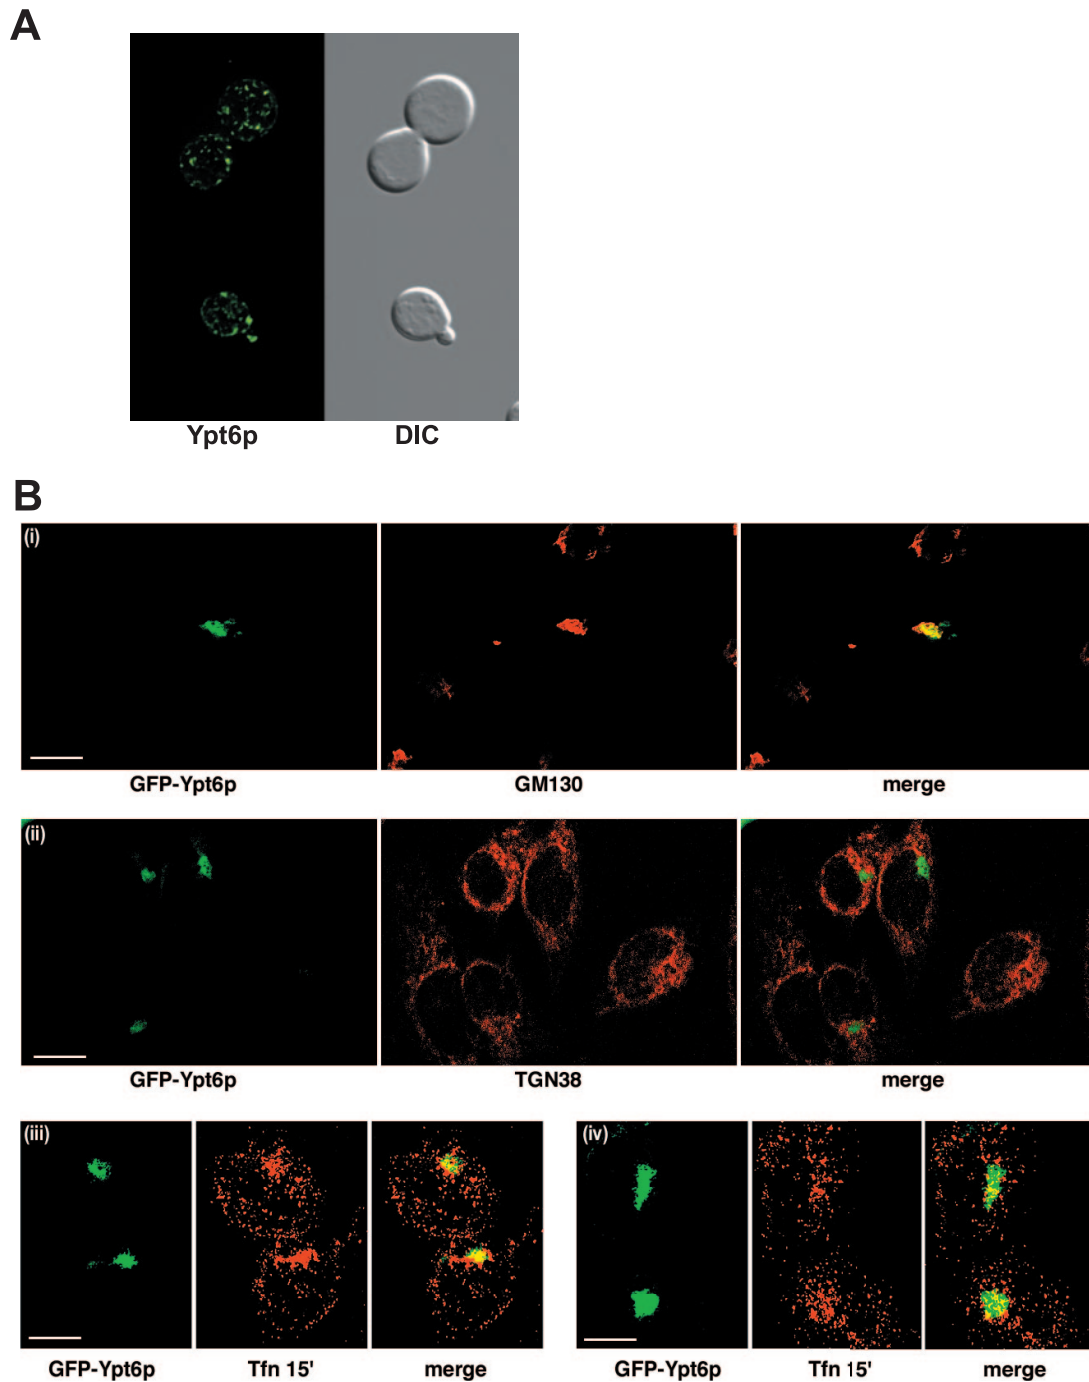 A
Ypt6p DIC
B
(i)
GFP-Ypt6p GM130 merge
(ii)
GFP-Ypt6p TGN38 merge
(iii) (iv)
GFP-Ypt6p Tfn 15' merge GFP-Ypt6p Tfn 15' merge